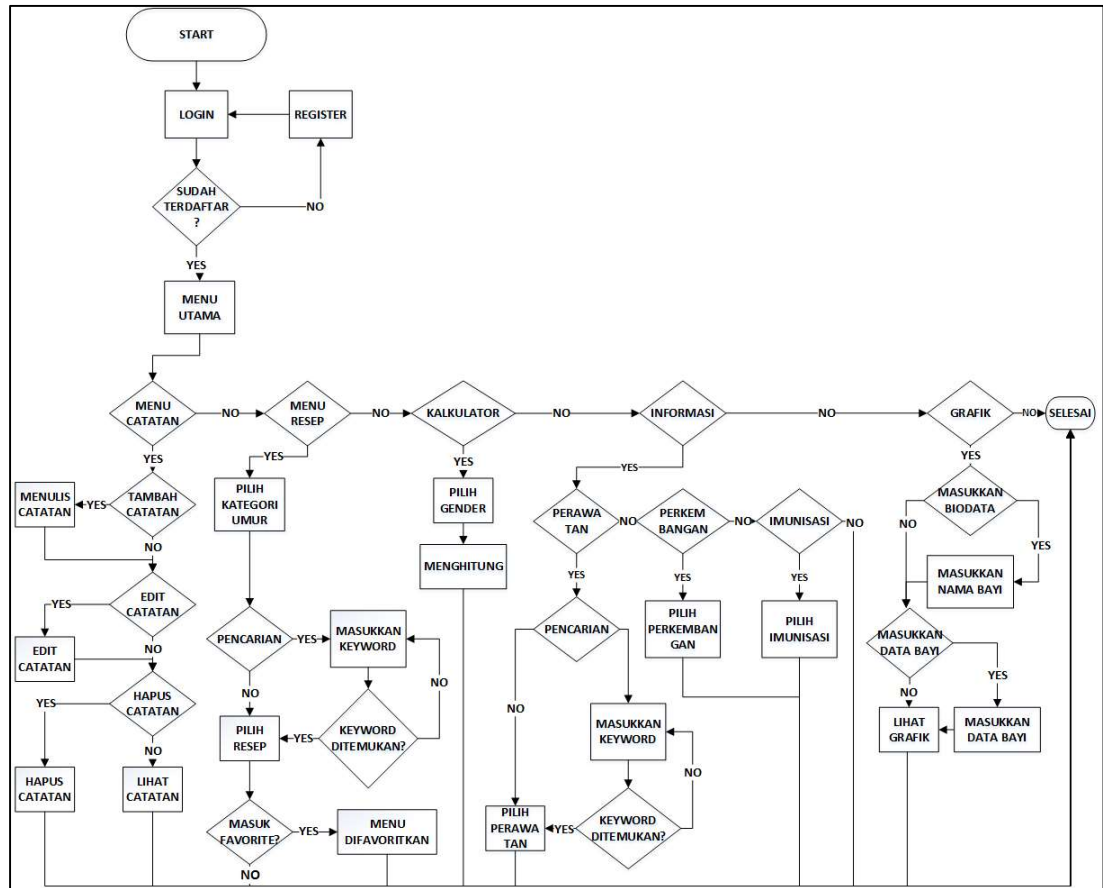 START
LOGIN
REGISTER
SUDAH
TERDAFTAR
?
NO
YES
MENU
UTAMA
MENU
CATATAN
NO
MENU
RESEP
NO
KALKULATOR
NO
INFORMASI
NO
GRAFIK
NO
SELESAI
YES
YES
YES
YES
YES
MENULIS
CATATAN
YES
TAMBAH
CATATAN
NO
PILIH
KATEGORI
UMUR
PILIH
GENDER
MENGHITUNG
PERAWA
TAN
NO
PERKEM
BANGAN
NO
IMUNISASI
NO
MASUKKAN
BIODATA
NO
YES
YES
YES
YES
YES
EDIT
CATATAN
NO
EDIT
CATATAN
PENCARIAN
YES
MASUKKAN
KEYWORD
NO
NO
PENCARIAN
PILIH
PERKEMBAN
GAN
PILIH
IMUNISASI
MASUKKAN
NAMA BAYI
MASUKKAN
DATA BAYI
YES
NO
YES
HAPUS
CATATAN
NO
PILIH
RESEP
YES
KEYWORD
DITEMUKAN?
NO
MASUKKAN
KEYWORD
NO
LIHAT
GRAFIK
MASUKKAN
DATA BAYI
HAPUS
CATATAN
LIHAT
CATATAN
MASUK
FAVORITE?
YES
MENU
DIFAVORITKAN
NO
PILIH
PERAWA
TAN
YES
KEYWORD
DITEMUKAN?